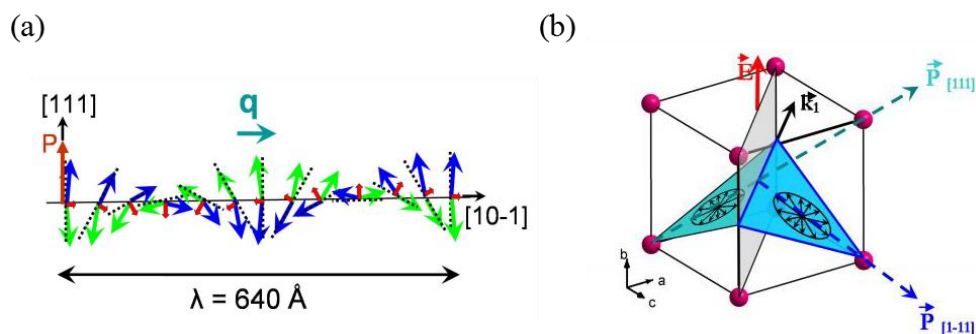 (a)
(b)
[111]
P
q
[10-1]
λ = 640 Å
E
k₁
P [111]
b
a
c
P [1-11]